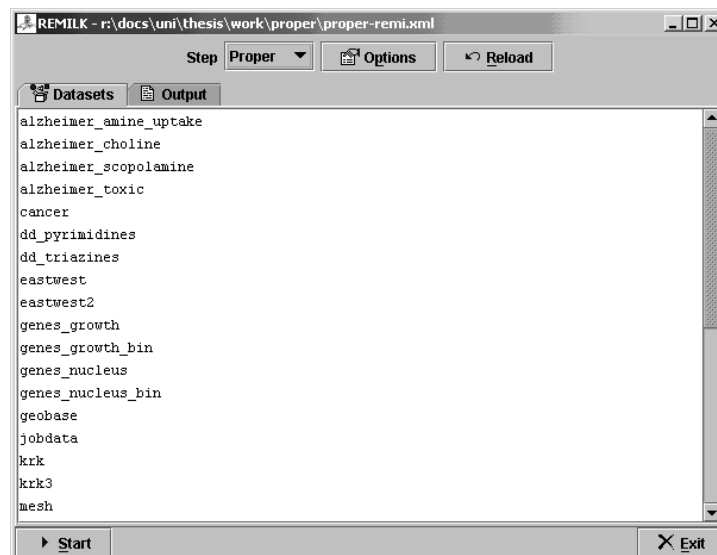 REMILK - r:\docs\uni\thesis\work\proper\proper-remi.xml
Step Proper Options Reload
Datasets Output
alzheimer_amine_uptake
alzheimer_choline
alzheimer_scopolamine
alzheimer_toxic
cancer
dd_pyrimidines
dd_triazines
eastwest
eastwest2
genes_growth
genes_growth_bin
genes_nucleus
genes_nucleus_bin
geobase
jobdata
krk
krk3
mesh
Start Exit